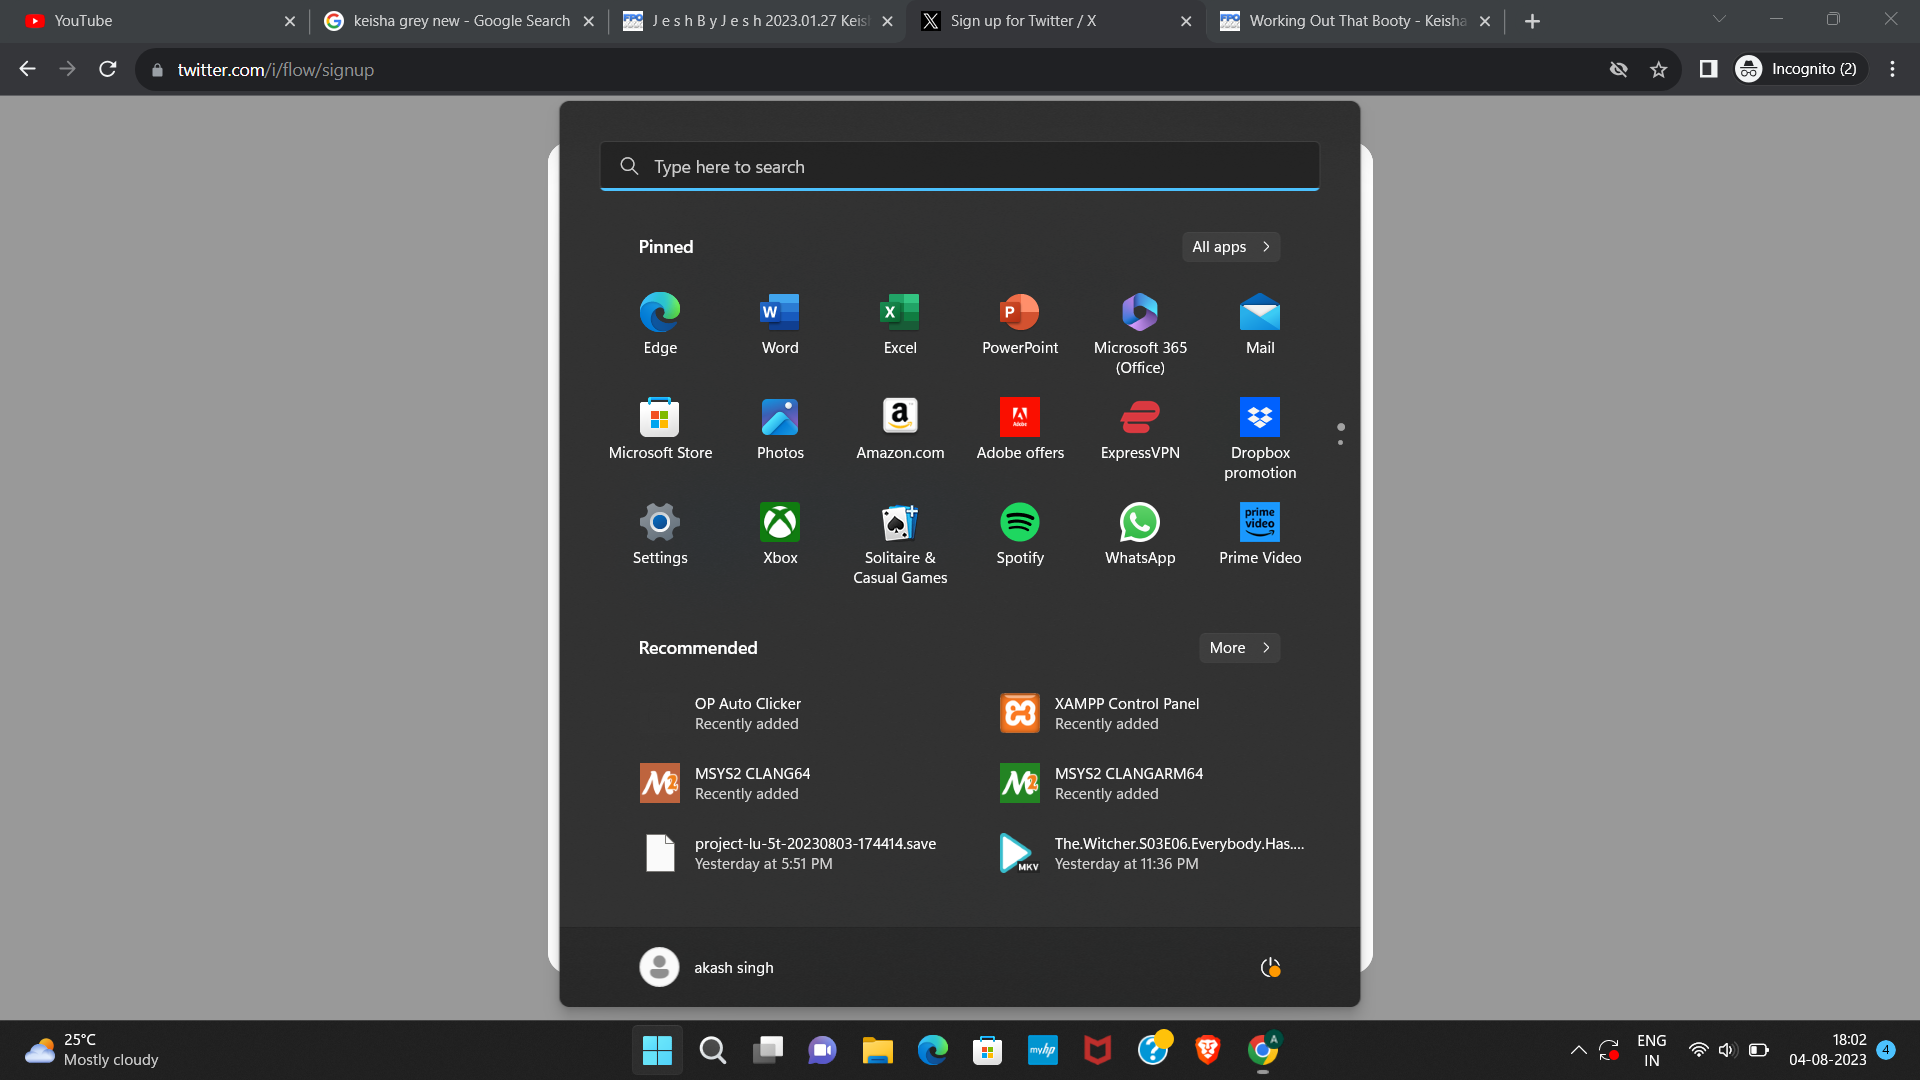 YouTube
keisha grey new - Google Search
J e s h B y J e s h 2023.01.27 Keish
Sign up for Twitter / X
Working Out That Booty - Keisha
twitter.com/i/flow/signup
Incognito (2)
Type here to search
Pinned
All apps
Edge
Word
Excel
PowerPoint
Microsoft 365
(Office)
Mail
Microsoft Store
Photos
Amazon.com
Adobe offers
ExpressVPN
Dropbox
promotion
Settings
Xbox
Solitaire &
Casual Games
Spotify
WhatsApp
Prime Video
Recommended
More
OP Auto Clicker
Recently added
XAMPP Control Panel
Recently added
MSYS2 CLANG64
Recently added
MSYS2 CLANGARM64
Recently added
project-lu-5t-20230803-174414.save
Yesterday at 5:51 PM
The.Witcher.S03E06.Everybody.Has....
Yesterday at 11:36 PM
akash singh
25°C
Mostly cloudy
ENG
IN
18:02
04-08-2023
4